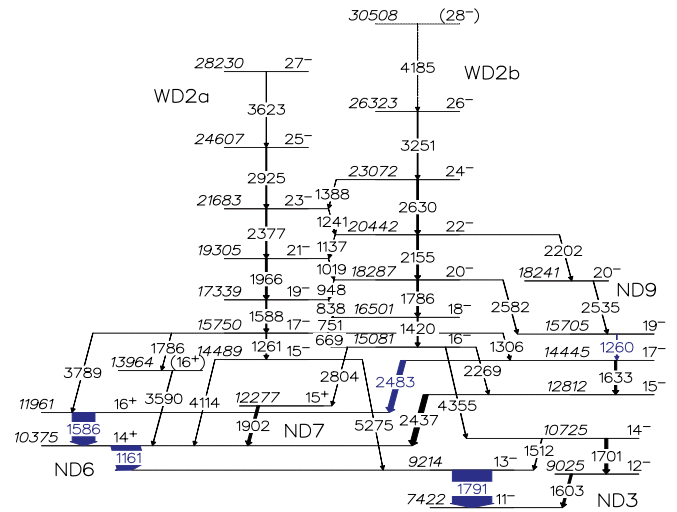 30508 (28⁻)
28230 27⁻ 4185 WD2b
WD2a 3623 26323 26⁻
24607 25⁻ 3251
2925 23072 24⁻
21683 23⁻ 1388 2630
2377 1241 20442 22⁻
19305 21⁻ 1137 2155 2202
1966 1019 18287 20⁻ 18241 20⁻
17339 19⁻ 948 1786 2582 2535 ND9
1588 838 16501 18⁻
15750 17⁻ 751 1420 15705 19⁻
1786 1261 669 15081 16⁻ 1306 1260
13964 (16⁺) 14489 15⁻ 14445 17⁻
3789 2804 2483 2269 1633
3590 4114 12812 15⁻
11961 16⁺ 12277 15⁺ 4355
1586 1902 ND7 5275 2437 10725 14⁻
10375 14⁺ 1512 1701
ND6 1161 9214 13⁻ 9025 12⁻
1791 1603 ND3
7422 11⁻